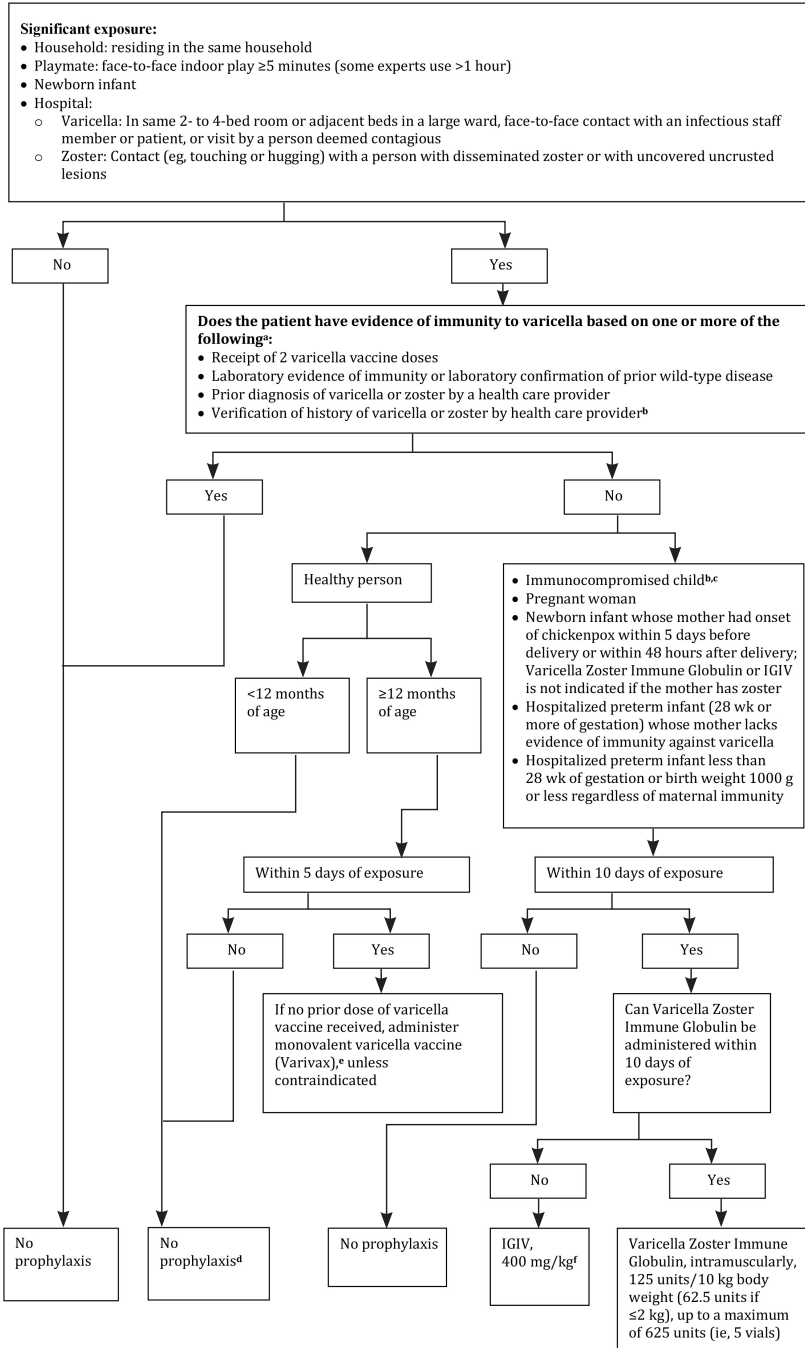 Significant exposure:
• Household: residing in the same household
• Playmate: face-to-face indoor play ≥5 minutes (some experts use >1 hour)
• Newborn infant
• Hospital:
o Varicella: In same 2- to 4-bed room or adjacent beds in a large ward, face-to-face contact with an infectious staff
member or patient, or visit by a person deemed contagious
o Zoster: Contact (eg, touching or hugging) with a person with disseminated zoster or with uncovered uncrusted
lesions
No
Yes
Does the patient have evidence of immunity to varicella based on one or more of the
followingᵃ:
• Receipt of 2 varicella vaccine doses
• Laboratory evidence of immunity or laboratory confirmation of prior wild-type disease
• Prior diagnosis of varicella or zoster by a health care provider
• Verification of history of varicella or zoster by health care providerᵇ
Yes
No
Healthy person
• Immunocompromised childᵇ,ᶜ
• Pregnant woman
• Newborn infant whose mother had onset
of chickenpox within 5 days before
delivery or within 48 hours after delivery;
Varicella Zoster Immune Globulin or IGIV
is not indicated if the mother has zoster
• Hospitalized preterm infant (28 wk or
more of gestation) whose mother lacks
evidence of immunity against varicella
• Hospitalized preterm infant less than
28 wk of gestation or birth weight 1000 g
or less regardless of maternal immunity
<12 months
of age
≥12 months
of age
Within 5 days of exposure
Within 10 days of exposure
No
Yes
No
Yes
If no prior dose of varicella
vaccine received, administer
monovalent varicella vaccine
(Varivax),ᵉ unless
contraindicated
Can Varicella Zoster
Immune Globulin be
administered within
10 days of
exposure?
No
Yes
No
prophylaxis
No
prophylaxisᵈ
No prophylaxis
IGIV,
400 mg/kgᶠ
Varicella Zoster Immune
Globulin, intramuscularly,
125 units/10 kg body
weight (62.5 units if
≤2 kg), up to a maximum
of 625 units (ie, 5 vials)